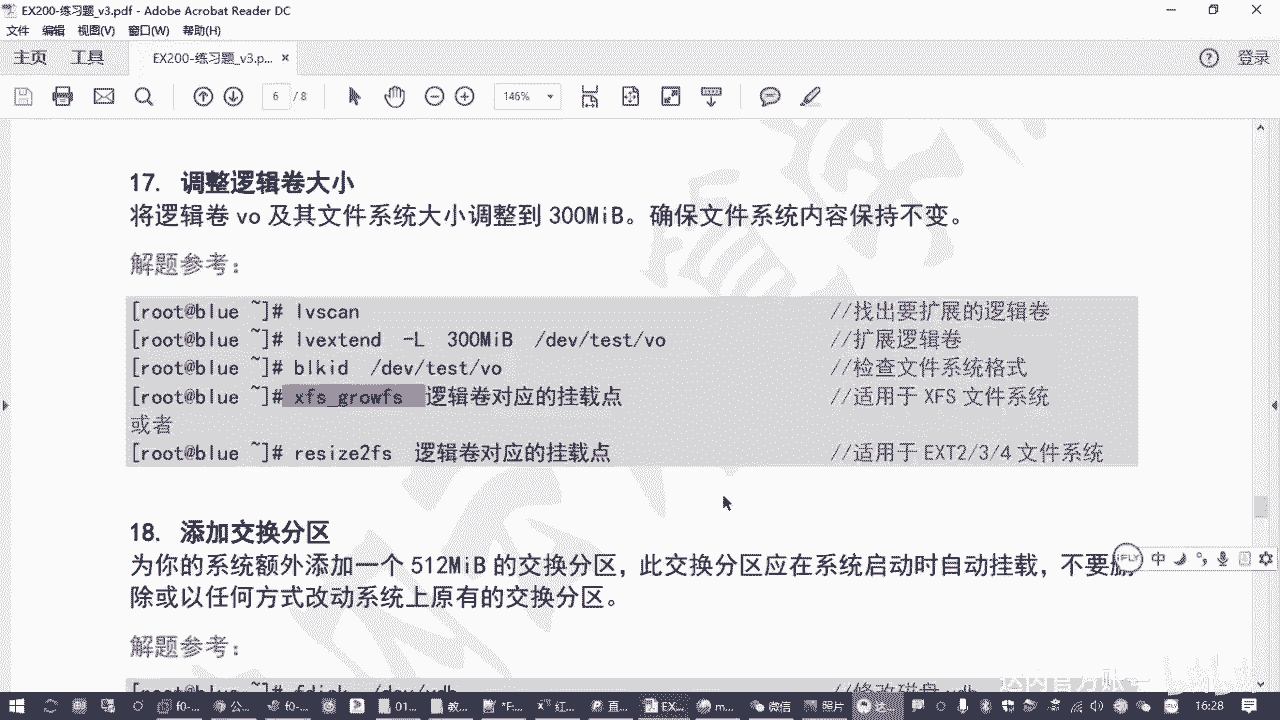 EX200-练习题_v3.pdf - Adobe Acrobat Reader DC
文件 编辑 视图(V) 窗口(W) 帮助(H)
主页 工具 EX200-练习题_v3.p... × 登录
6 / 8 146%
17. 调整逻辑卷大小
将逻辑卷 vo 及其文件系统大小调整到 300MiB。确保文件系统内容保持不变。
解题参考:
[root@blue ~]# lvscan //找出要扩展的逻辑卷
[root@blue ~]# lvextend -L 300MiB /dev/test/vo //扩展逻辑卷
[root@blue ~]# blkid /dev/test/vo //检查文件系统格式
[root@blue ~]# xfs_growfs 逻辑卷对应的挂载点 //适用于 XFS 文件系统
或者
[root@blue ~]# resize2fs 逻辑卷对应的挂载点 //适用于 EXT2/3/4 文件系统
18. 添加交换分区
为你的系统额外添加一个 512MiB 的交换分区，此交换分区应在系统启动时自动挂载，不要删
iFLY 中
除或以任何方式改动系统上原有的交换分区。
解题参考:
[root@blue ~]# fdisk /dev/vdb //修改磁盘 vdb
16:28